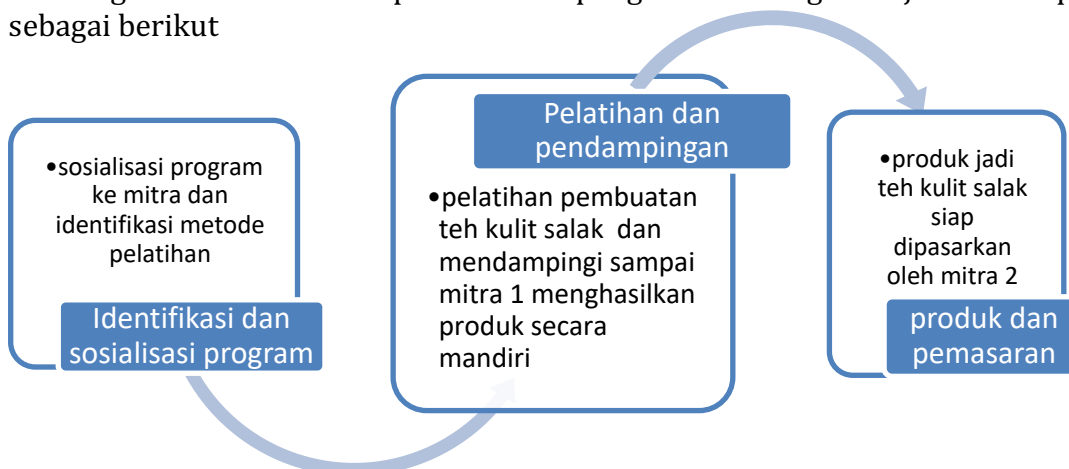 sebagai berikut
•sosialisasi program
ke mitra dan
identifikasi metode
pelatihan
Identifikasi dan
sosialisasi program
Pelatihan dan
pendampingan
•pelatihan pembuatan
teh kulit salak dan
mendampingi sampai
mitra 1 menghasilkan
produk secara
mandiri
•produk jadi
teh kulit salak
siap
dipasarkan
oleh mitra 2
produk dan
pemasaran